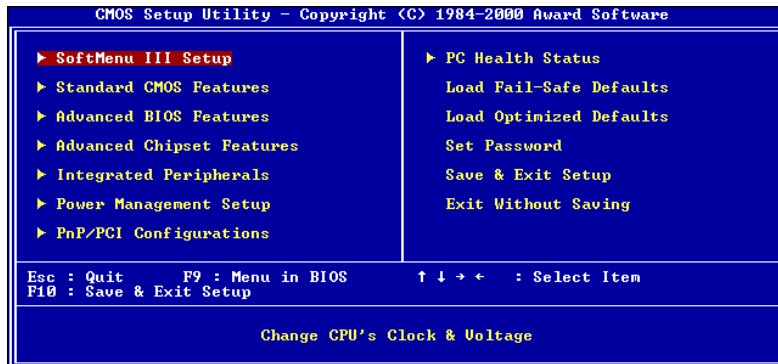 CMOS Setup Utility - Copyright (C) 1984-2000 Award Software
▶ SoftMenu III Setup
▶ Standard CMOS Features
▶ Advanced BIOS Features
▶ Advanced Chipset Features
▶ Integrated Peripherals
▶ Power Management Setup
▶ PnP/PCI Configurations
▶ PC Health Status
Load Fail-Safe Defaults
Load Optimized Defaults
Set Password
Save & Exit Setup
Exit Without Saving
Esc : Quit F9 : Menu in BIOS ↑ ↓ → ← : Select Item
F10 : Save & Exit Setup
Change CPU's Clock & Voltage